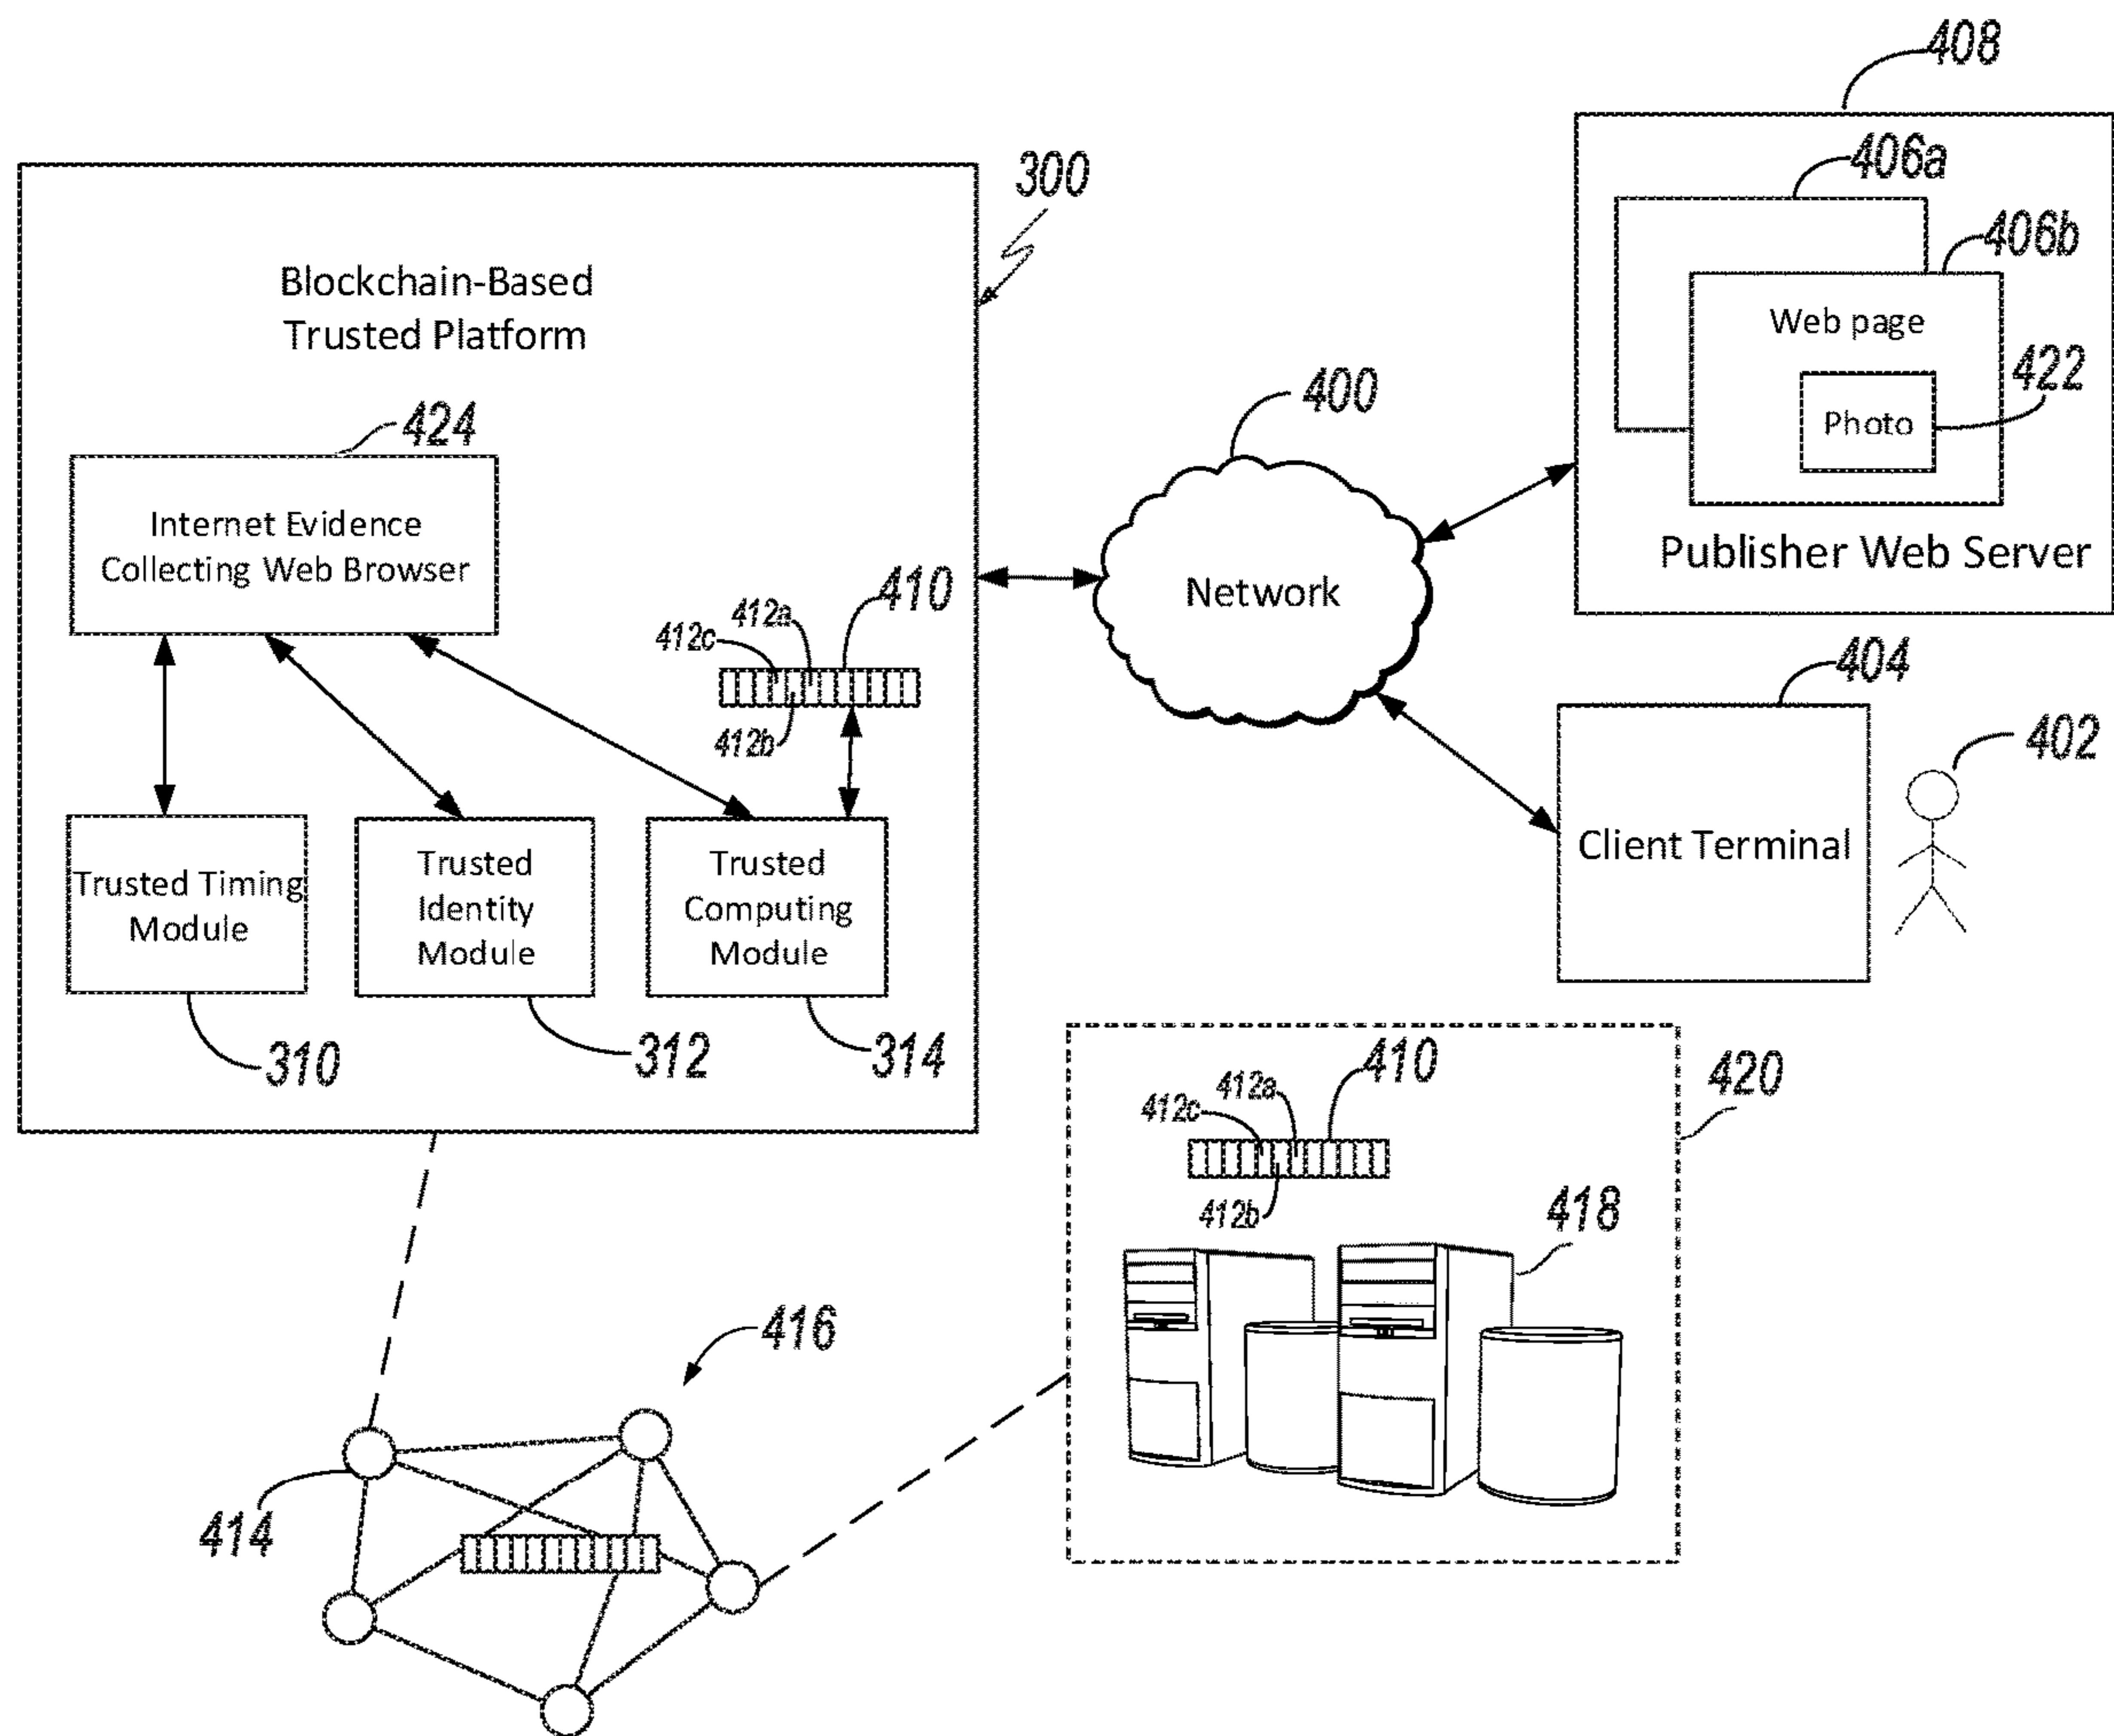 408
406a
300
406b
Blockchain-Based
Trusted Platform
Web page
422
400
Photo
424
Internet Evidence
Collecting Web Browser
Publisher Web Server
410
412a
412c
Network
412b
404
402
Client Terminal
Trusted Timing
Module
Trusted
Identity
Module
Trusted
Computing
Module
310
312
314
410
412a
412c
420
412b
418
416
414